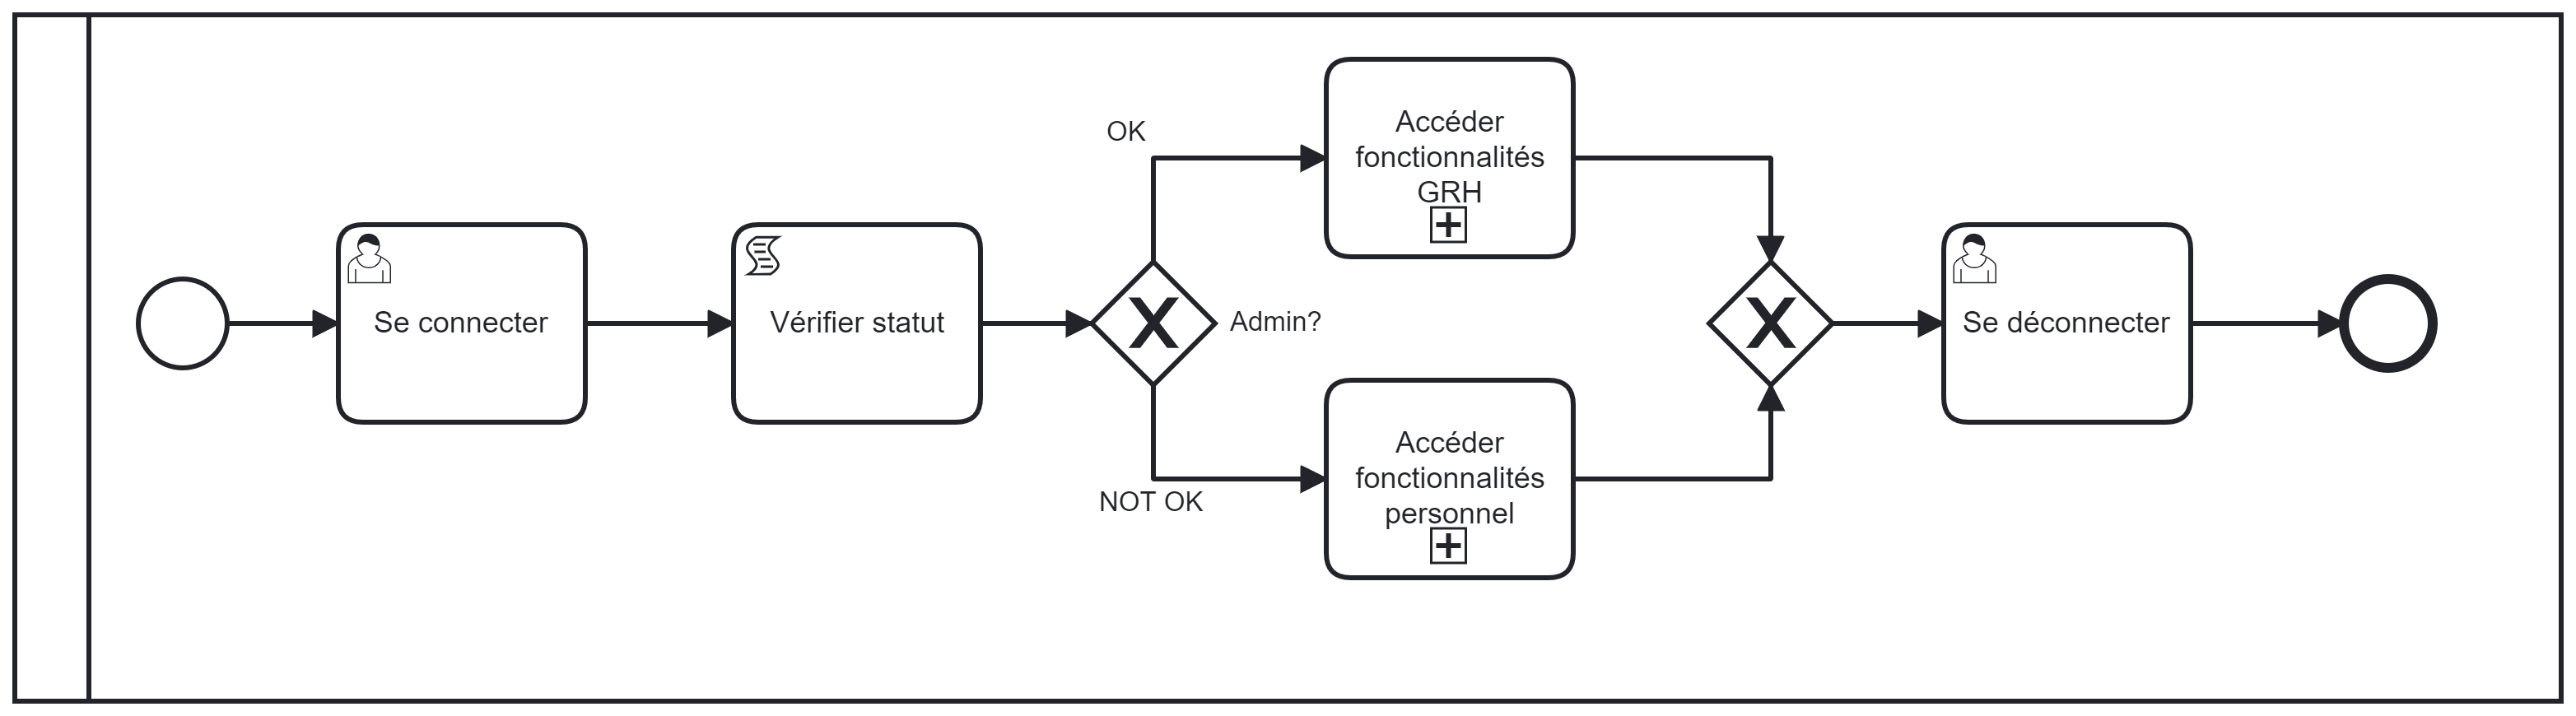 Se connecter
Vérifier statut
Admin?
OK
NOT OK
Accéder
fonctionnalités
GRH
Accéder
fonctionnalités
personnel
Se déconnecter